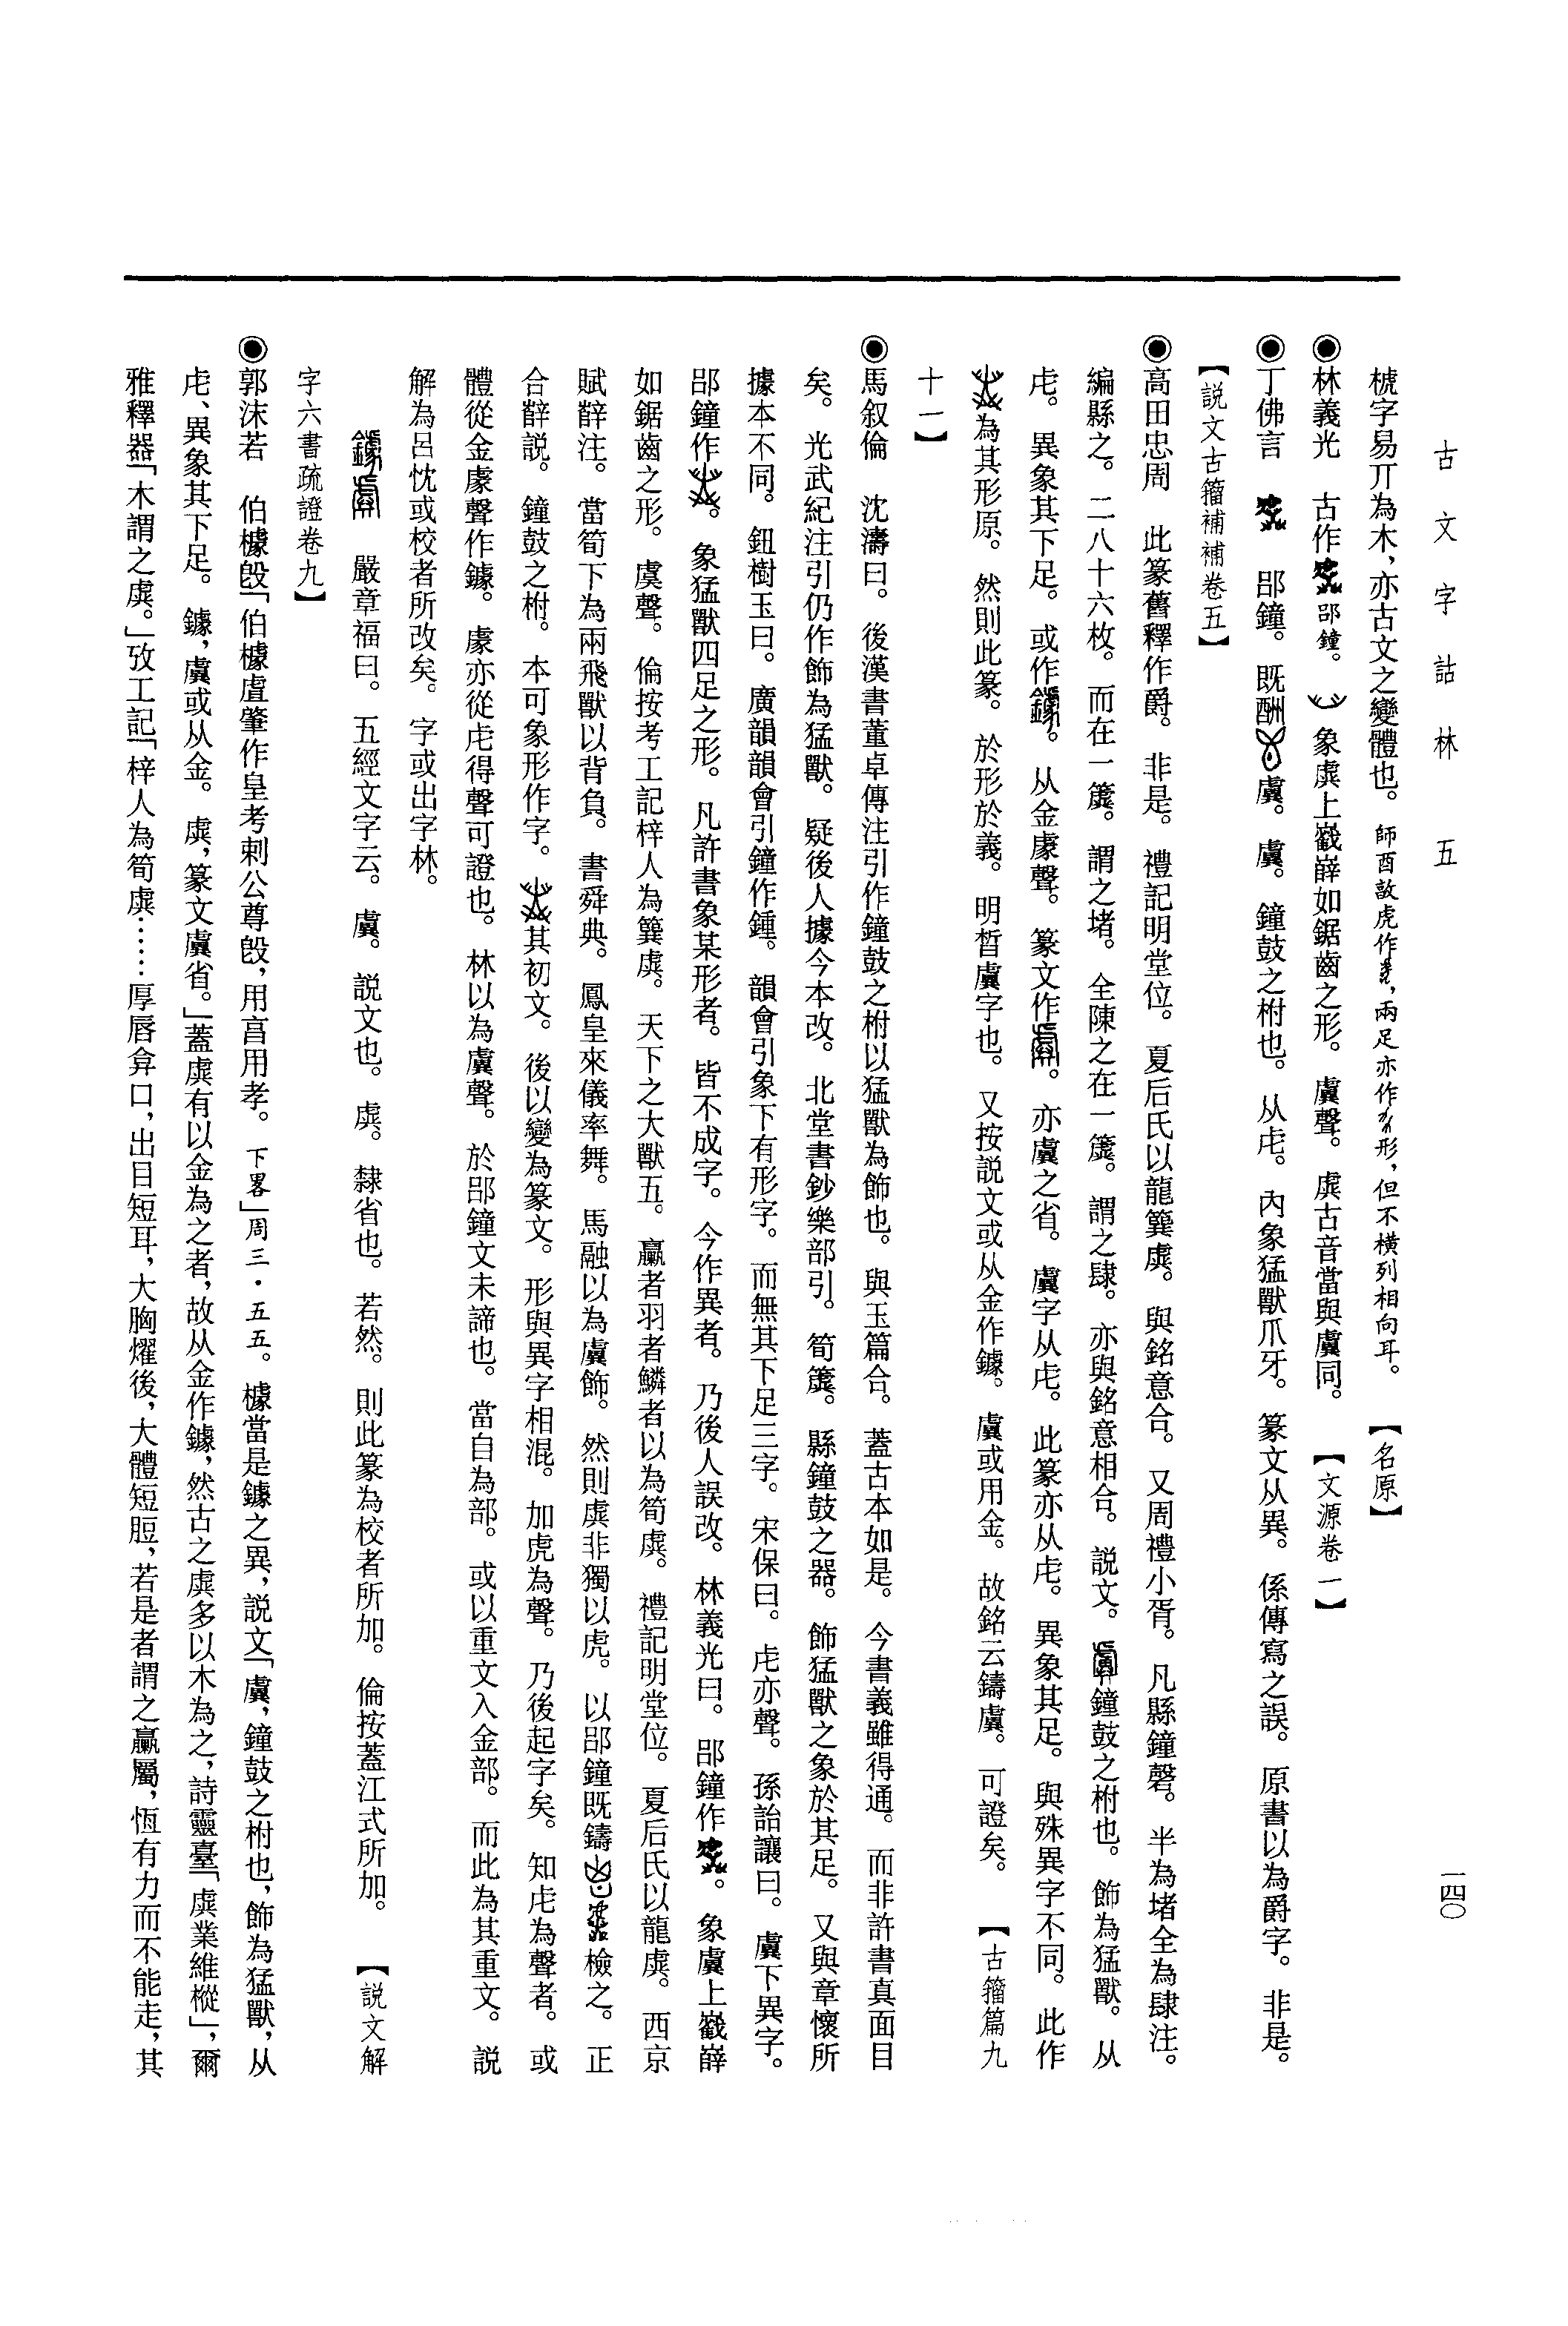 古文字詁林 五
一四〇
樾字易丌為木，亦古文之變體也。師酉敦虎作，兩足亦作形，但不橫列相向耳。【名原】
◉林義光 古作郘鐘。象虡上㠘嶭如鋸齒之形。虞聲。虡古音當與虞同。【文源卷一】
◉丁佛言 郘鐘。既酬虡。虡。鐘鼓之柎也。从虍。內象猛獸爪牙。篆文从異。係傳寫之誤。原書以為爵字。非是。
【說文古籀補補卷五】
◉高田忠周 此篆舊釋作爵。非是。禮記明堂位。夏后氏以龍簨虡。與銘意合。又周禮小胥。凡縣鐘磬。半為堵全為肆注。
編縣之。二八十六枚。而在一簴。謂之堵。全陳之在一簴。謂之肆。亦與銘意相合。說文。鐘鼓之柎也。飾為猛獸。从
虍。異象其下足。或作。从金豦聲。篆文作。亦虡之省。虡字从虍。此篆亦从虍。異象其足。與殊異字不同。此作
為其形原。然則此篆。於形於義。明晳虡字也。又按說文或从金作鐻。虡或用金。故銘云鑄虡。可證矣。【古籀篇九
十一】
◉馬叙倫 沈濤曰。後漢書董卓傳注引作鐘鼓之柎以猛獸為飾也。與玉篇合。蓋古本如是。今書義雖得通。而非許書真面目
矣。光武紀注引仍作飾為猛獸。疑後人據今本改。北堂書鈔樂部引。筍簴。縣鐘鼓之器。飾猛獸之象於其足。又與章懷所
據本不同。鈕樹玉曰。廣韻韻會引鐘作鍾。韻會引象下有形字。而無其下足三字。宋保曰。虍亦聲。孫詒讓曰。虡下異字。
郘鐘作。象猛獸四足之形。凡許書象某形者。皆不成字。今作異者。乃後人誤改。林義光曰。郘鐘作。象虡上㠘嶭
如鋸齒之形。虞聲。倫按考工記梓人為簨虡。天下之大獸五。臝者羽者鱗者以為筍虡。禮記明堂位。夏后氏以龍虡。西京
賦辥注。當筍下為兩飛獸以背負。書舜典。鳳皇來儀率舞。馬融以為虡飾。然則虡非獨以虎。以郘鐘既鑄檢之。正
合辥說。鐘鼓之柎。本可象形作字。其初文。後以變為篆文。形與異字相混。加虎為聲。乃後起字矣。知虍為聲者。或
體從金豦聲作鐻。豦亦從虍得聲可證也。林以為虞聲。於郘鐘文未諦也。當自為部。或以重文入金部。而此為其重文。說
解為呂忱或校者所改矣。字或出字林。
嚴章福曰。五經文字云。虡。說文也。虡。隸省也。若然。則此篆為校者所加。倫按蓋江式所加。【說文解
字六書疏證卷九】
◉郭沫若 伯㯫𣪘「伯㯫虘肇作皇考剌公尊𣪘，用亯用孝。下畧」周三・五五。㯫當是鐻之異，說文「虡，鐘鼓之柎也，飾為猛獸，从
虍、異象其下足。鐻，虡或从金。虡，篆文虡省。」蓋虡有以金為之者，故从金作鐻，然古之虡多以木為之，詩靈臺「虡業維樅」，爾
雅釋器「木謂之虡。」攷工記「梓人為筍虡……厚唇弇口，出目短耳，大胸燿後，大體短脰，若是者謂之臝屬，恆有力而不能走，其